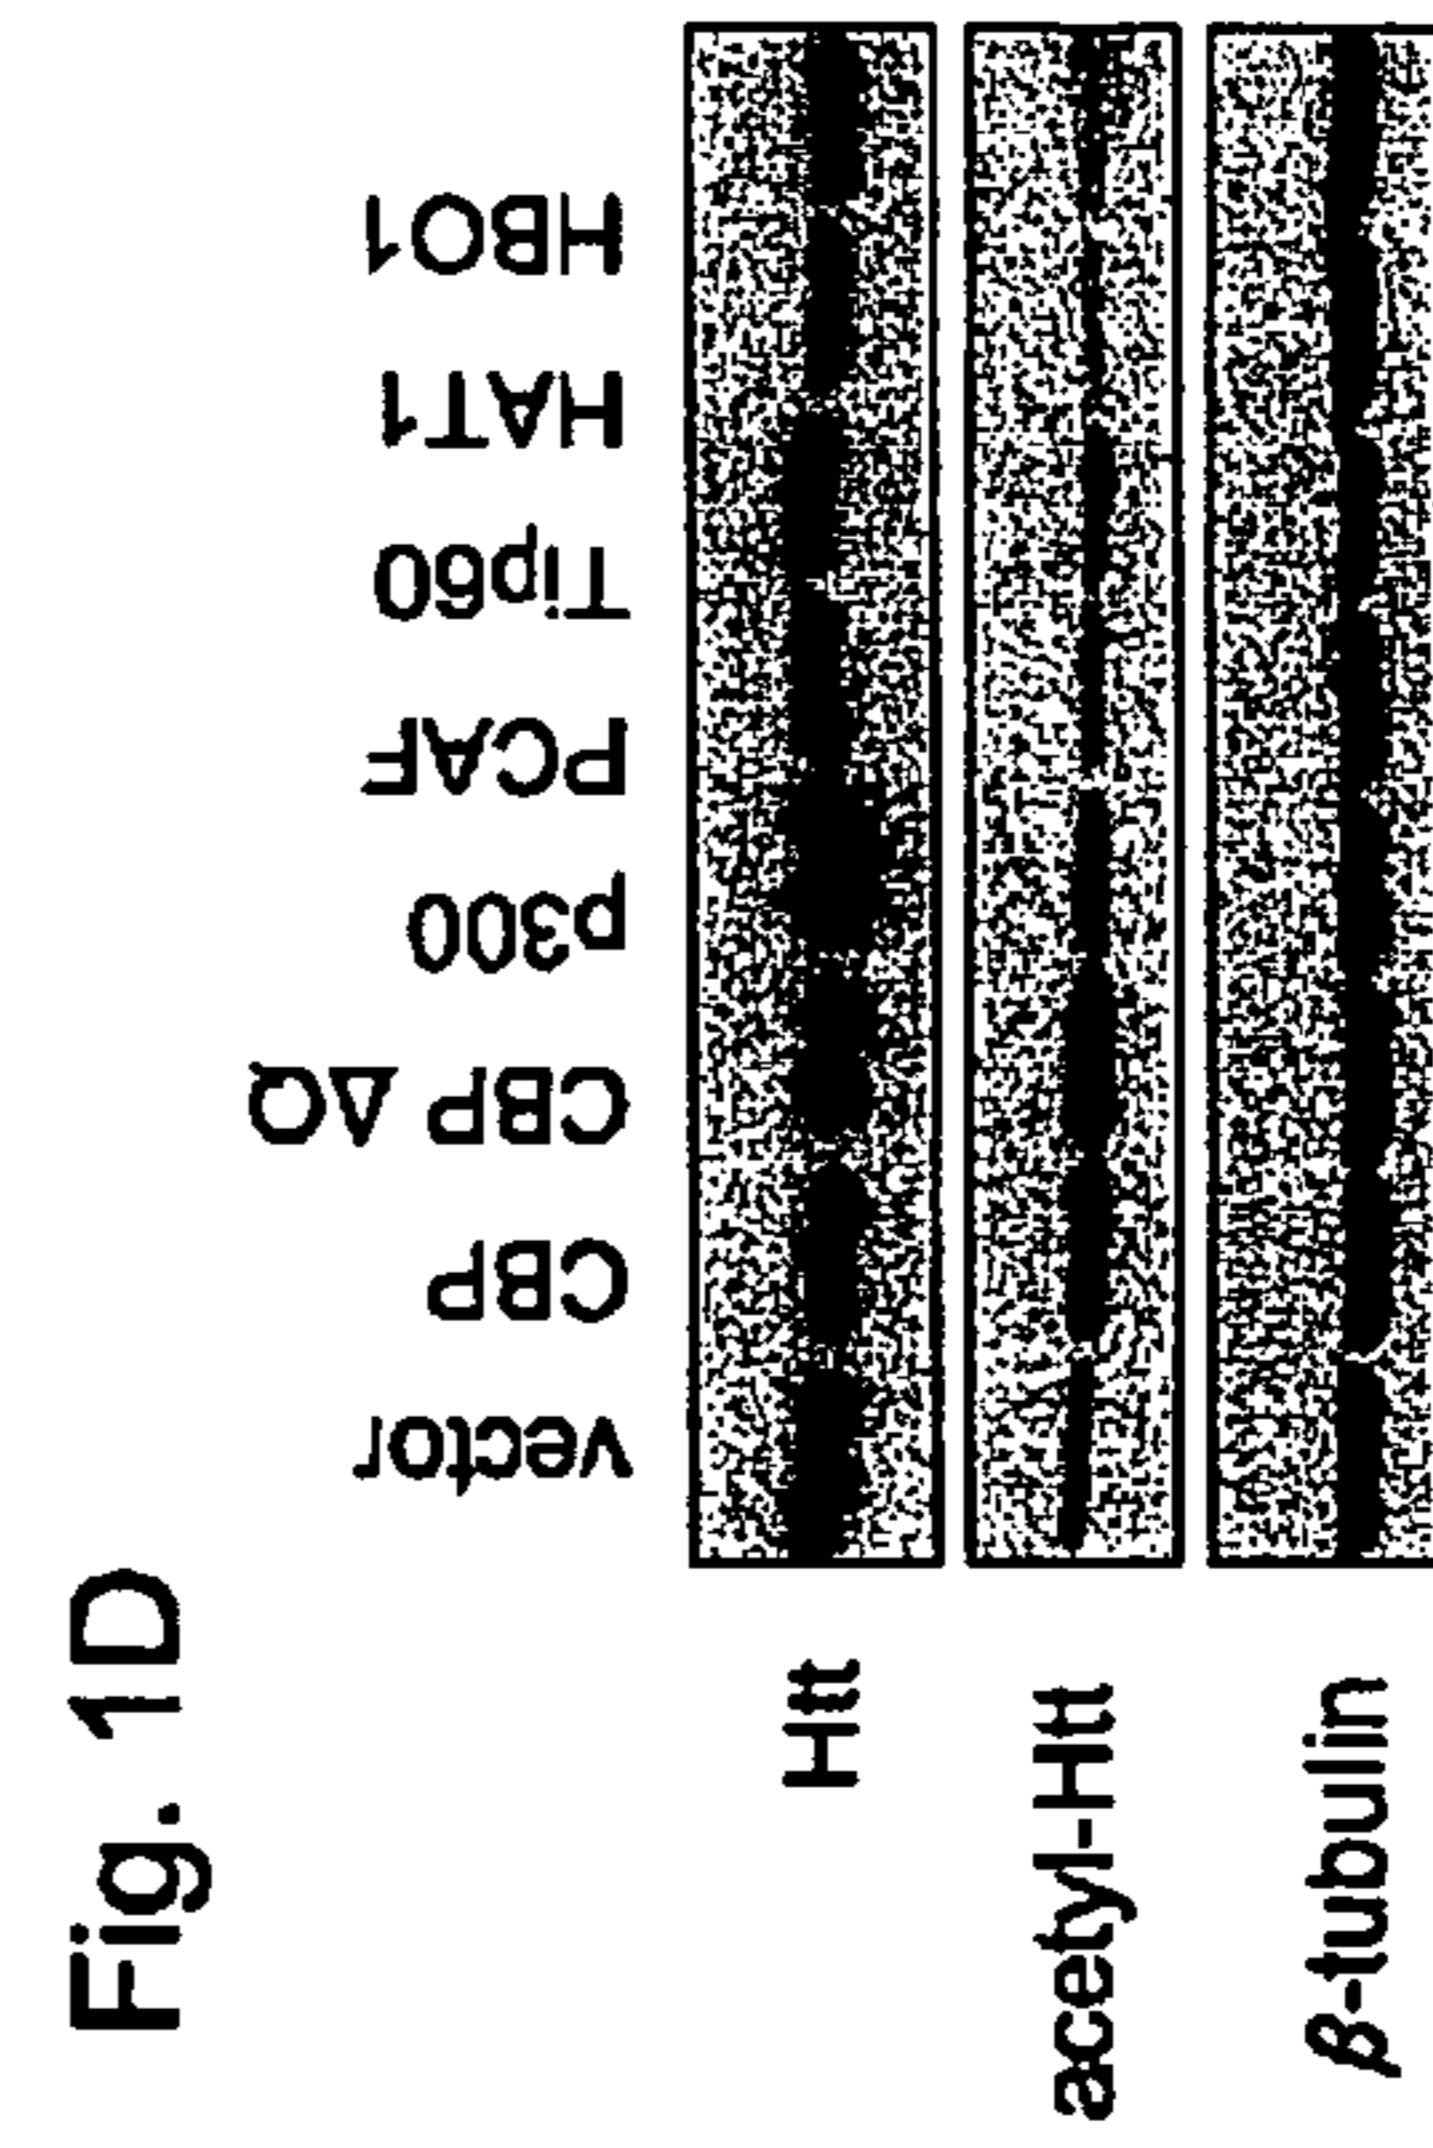 Fig. 1D
vector
CBP
CBP ΔQ
p300
PCAF
Tip60
HAT1
HBO1
Htt
acetyl-Htt
β-tubulin